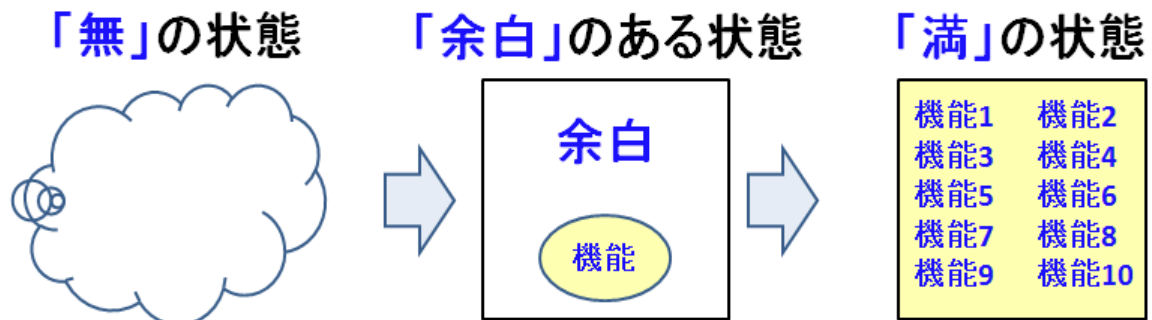 「無」の状態
「余白」のある状態
「満」の状態
余白
機能
機能1 機能2
機能3 機能4
機能5 機能6
機能7 機能8
機能9 機能10